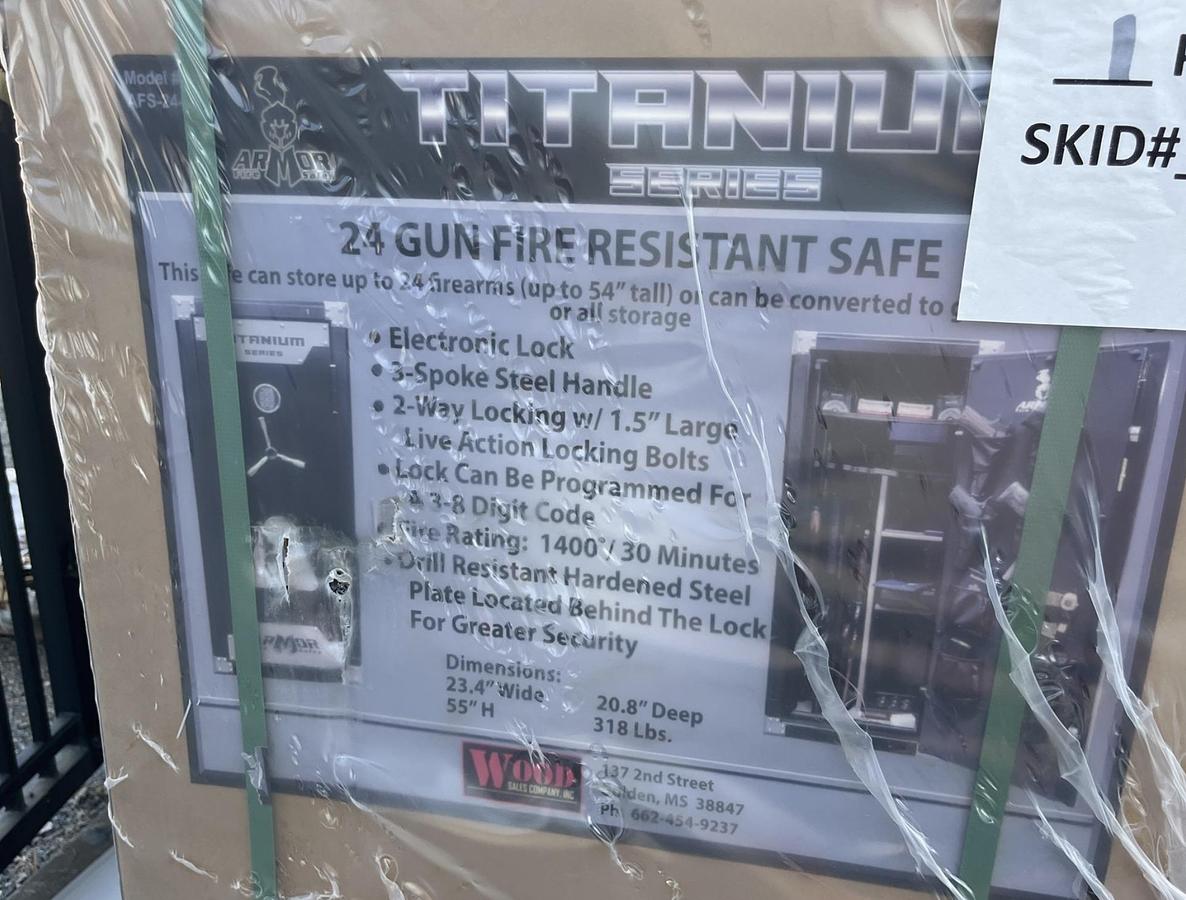 1
SKID#
Model #
AFS-24
ARMOR
TITANIUM
SERIES
24 GUN FIRE RESISTANT SAFE
This can store up to 24 firearms (up to 54" tall) or can be converted to
or all storage
TITANIUM
SERIES
• Electronic Lock
• 3-Spoke Steel Handle
• 2-Way Locking w/ 1.5" Large
Live Action Locking Bolts
• Lock Can Be Programmed For
A 3-8 Digit Code
• Fire Rating: 1400°/ 30 Minutes
• Drill Resistant Hardened Steel
Plate Located Behind The Lock
For Greater Security
ARMOR
Dimensions:
23.4" Wide 20.8" Deep
55" H 318 Lbs.
WOOD
SALES COMPANY, INC
137 2nd Street
Golden, MS 38847
Ph: 662-454-9237